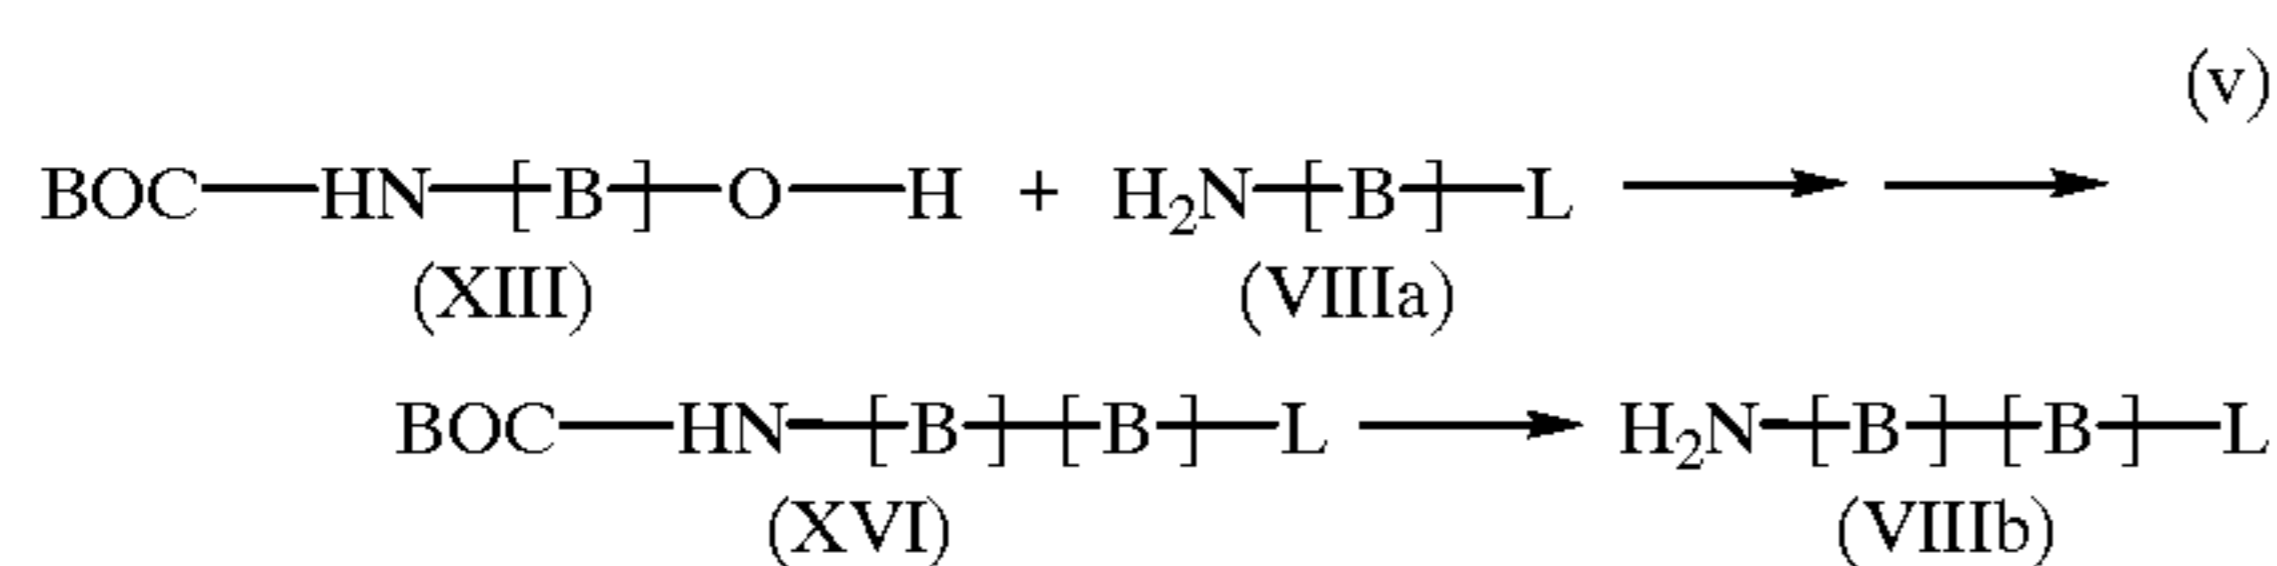 (v)
BOC—HN—[B]—O—H + H₂N—[B]—L
(XIII) (VIIIa)
BOC—HN—[B]—[B]—L H₂N—[B]—[B]—L
(XVI) (VIIIb)